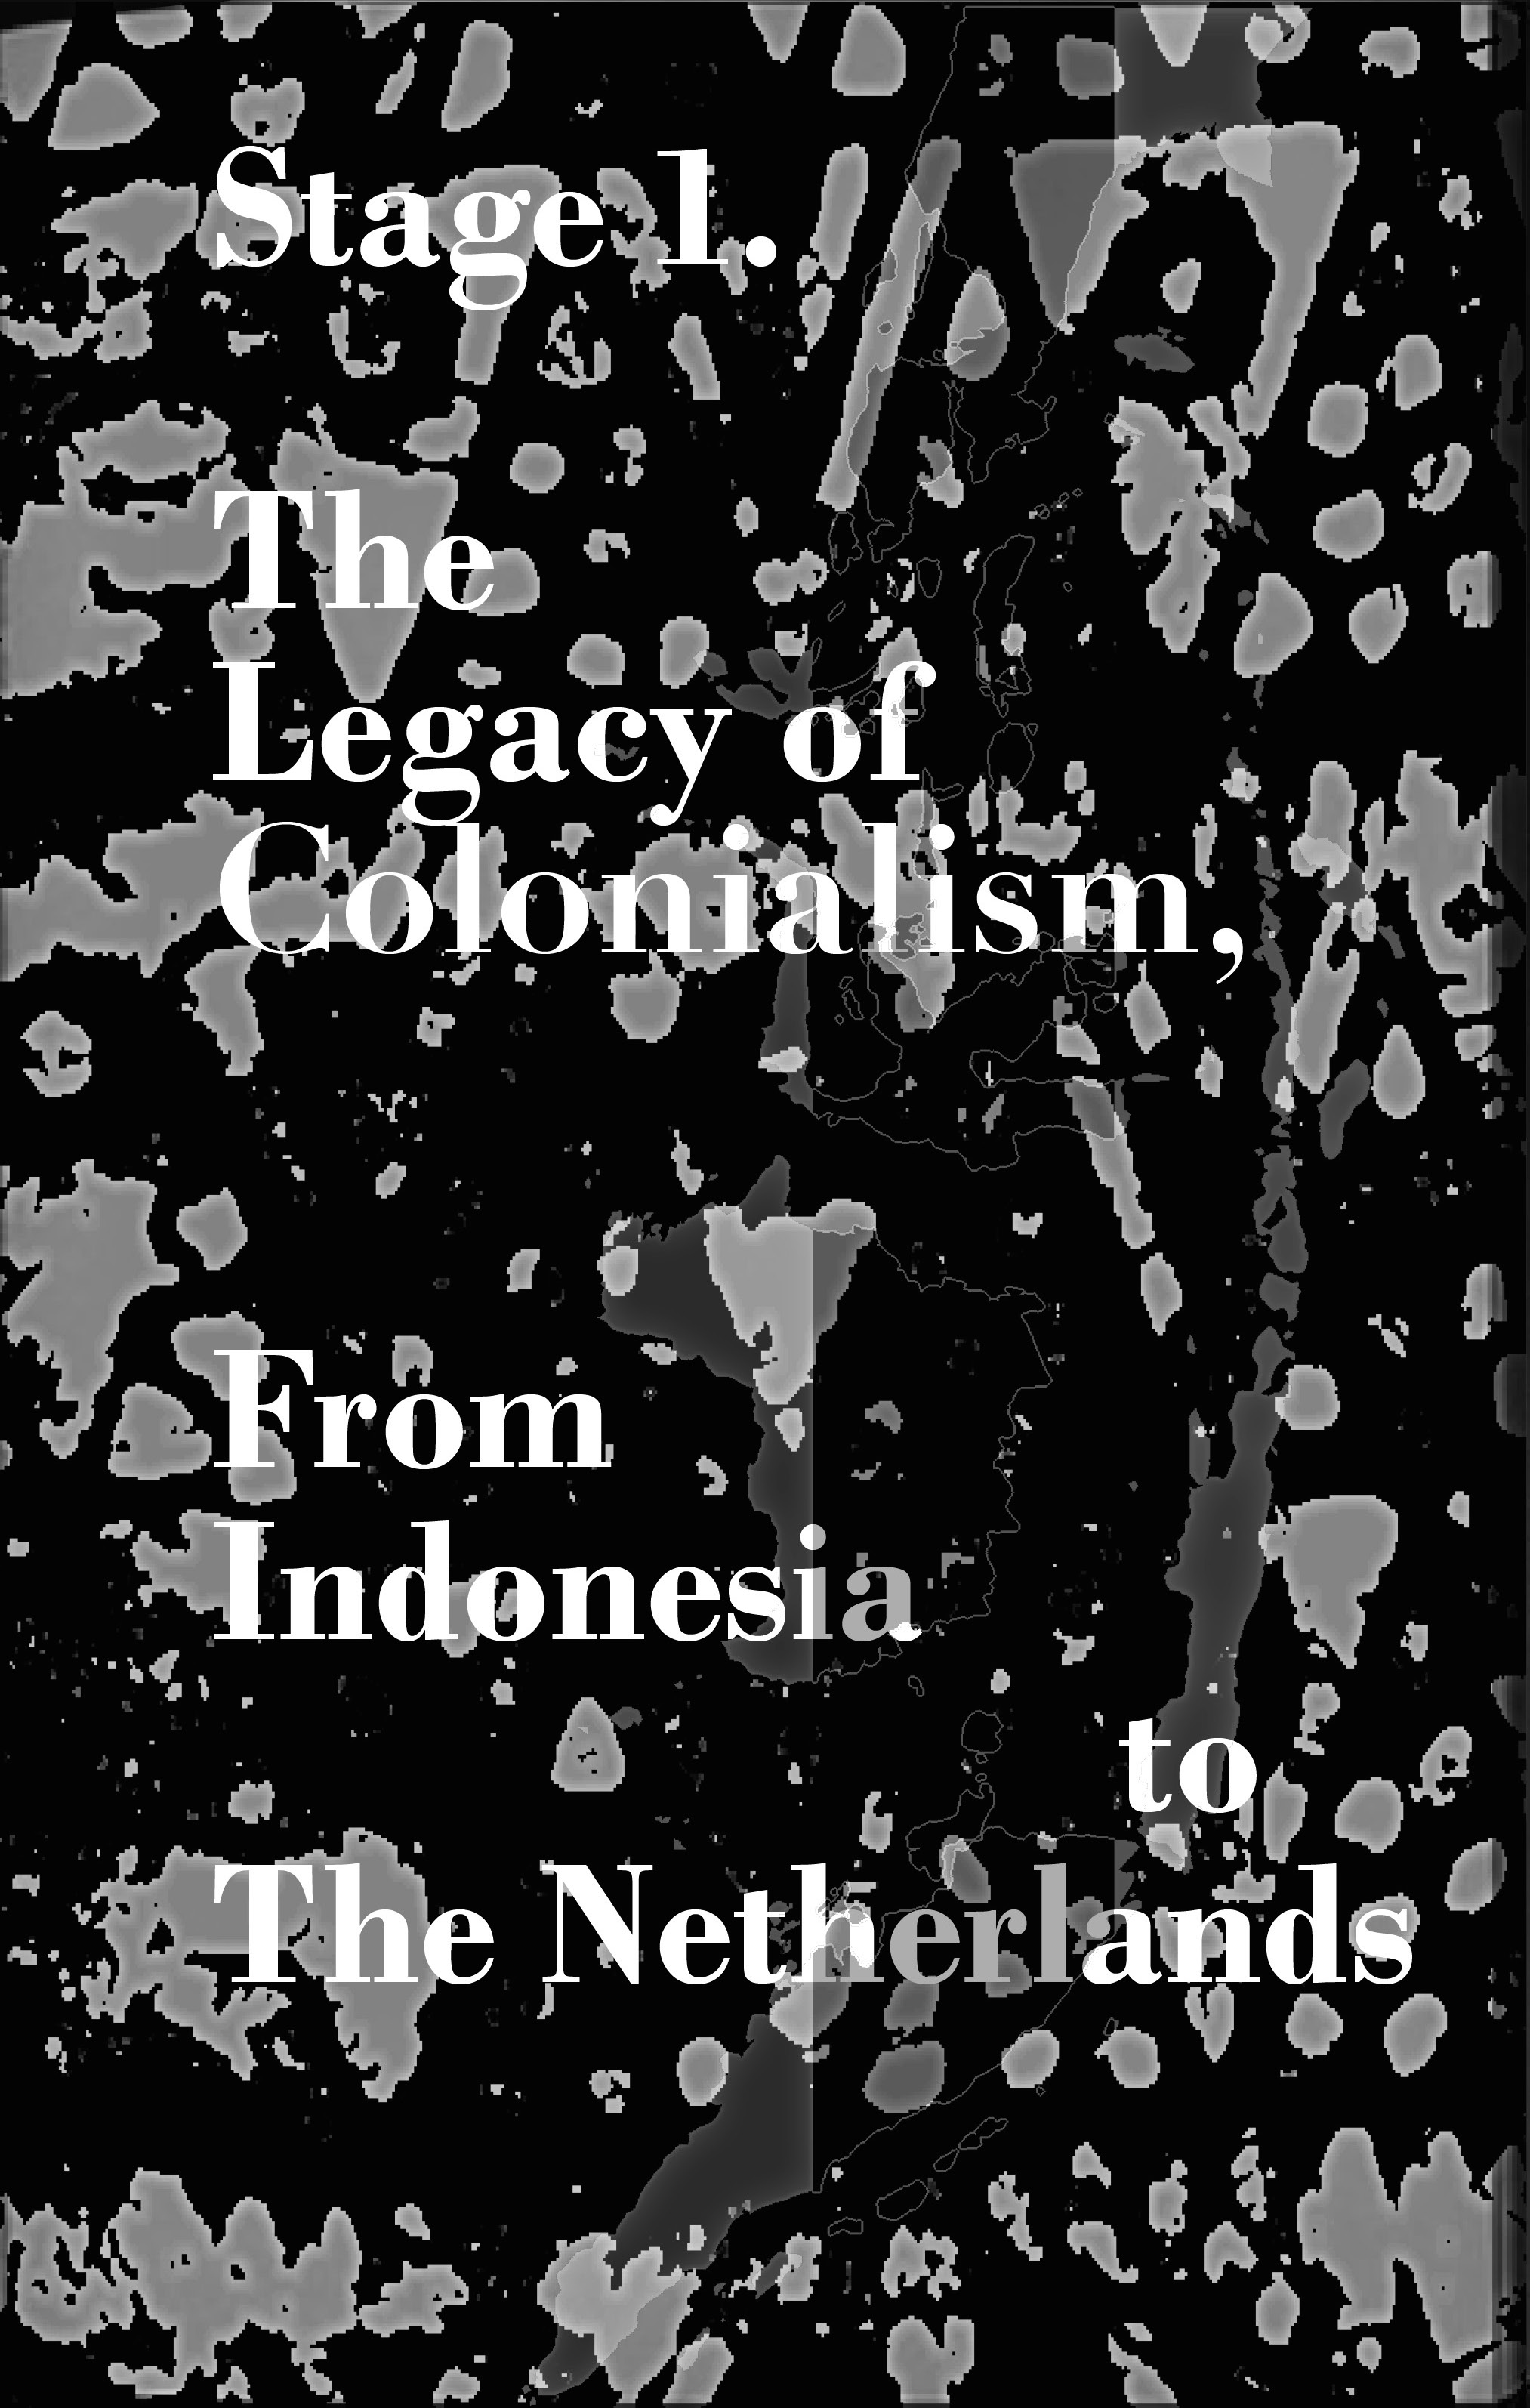 Stage 1.
The
Legacy of
Colonialism,
From
Indonesia
to
The Netherlands